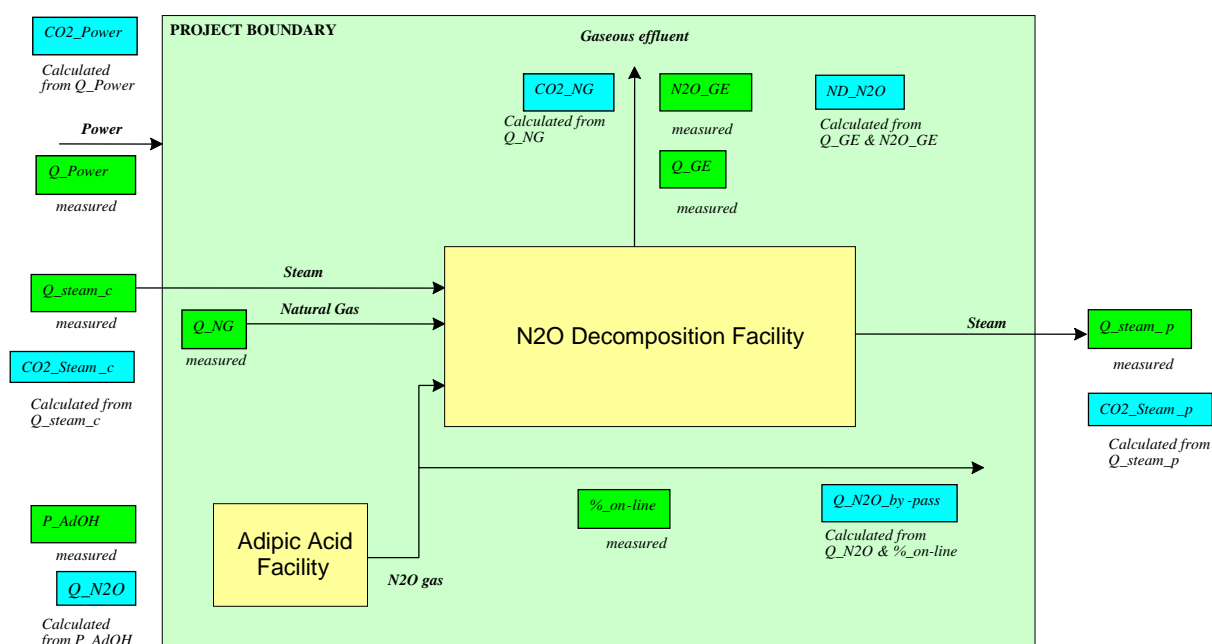 CO2_Power
Calculated
from Q_Power
PROJECT BOUNDARY
Gaseous effluent
CO2_NG
Calculated from
Q_NG
N2O_GE
measured
Q_GE
measured
ND_N2O
Calculated from
Q_GE & N2O_GE
Power
Q_Power
measured
Steam
Q_steam_c
measured
Natural Gas
Q_NG
measured
CO2_Steam_c
Calculated from
Q_steam_c
N2O Decomposition Facility
Steam
Q_steam_p
measured
CO2_Steam_p
Calculated from
Q_steam_p
P_AdOH
measured
Q_N2O
Calculated
from P_AdOH
Adipic Acid
Facility
N2O gas
%_on-line
measured
Q_N2O_by-pass
Calculated from
Q_N2O & %_on-line